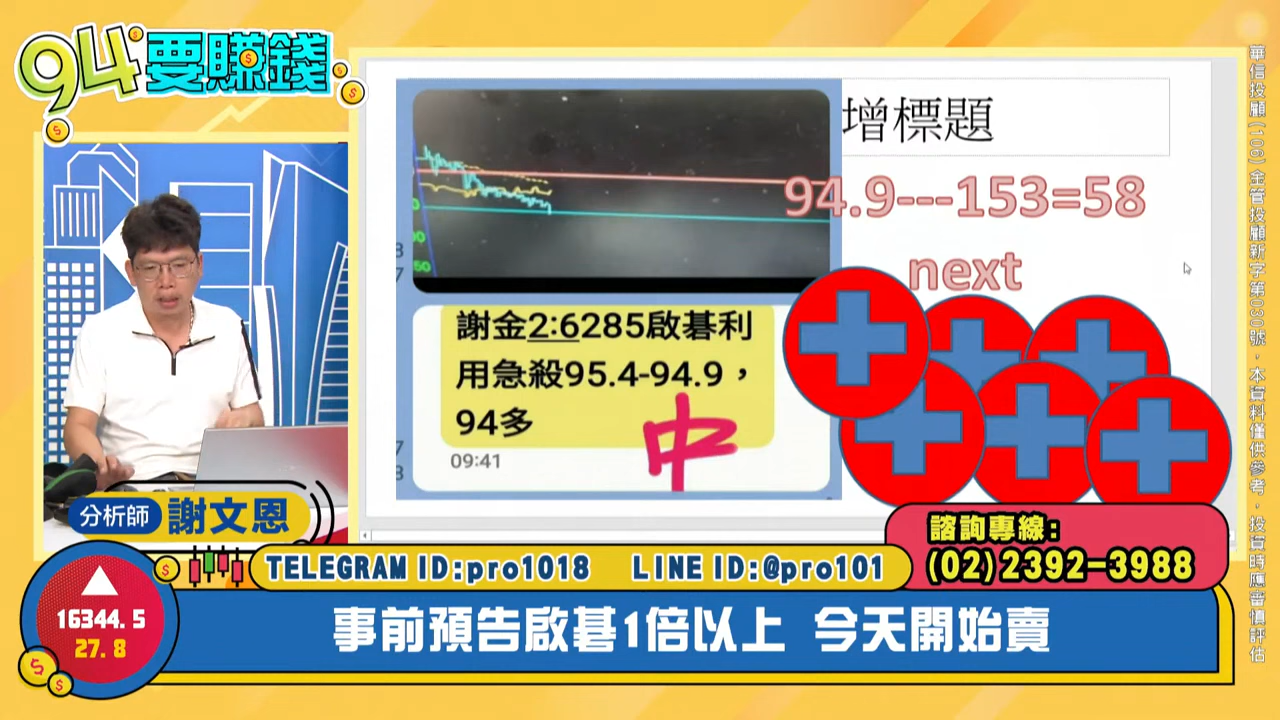 94要賺錢
增標題
94.9---153=58
next
謝金2:6285啟碁利
用急殺95.4-94.9，
94多
中
09:41
分析師 謝文恩
諮詢專線:
(02)2392-3988
TELEGRAM ID:pro1018 LINE ID:@pro101
16344.5
27.8
事前預告啟碁1倍以上 今天開始賣
華信投顧(106)金管投顧新字第030號，本資料僅供參考，投資時應審慎評估